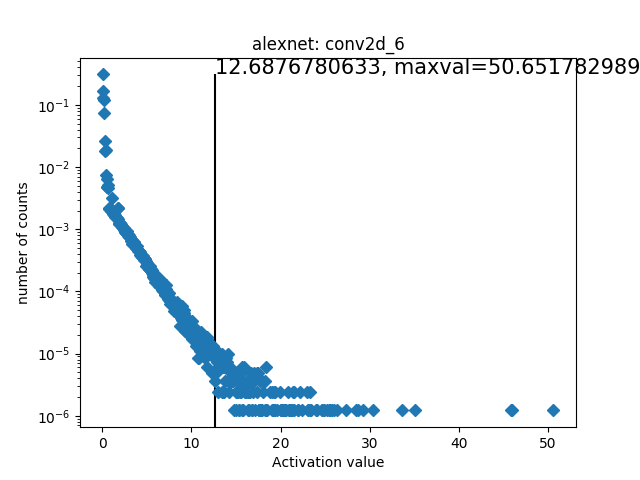 alexnet: conv2d_6
12.6876780633, maxval=50.651782989
10⁻¹
10⁻²
10⁻³
10⁻⁴
10⁻⁵
10⁻⁶
number of counts
0 10 20 30 40 50
Activation value